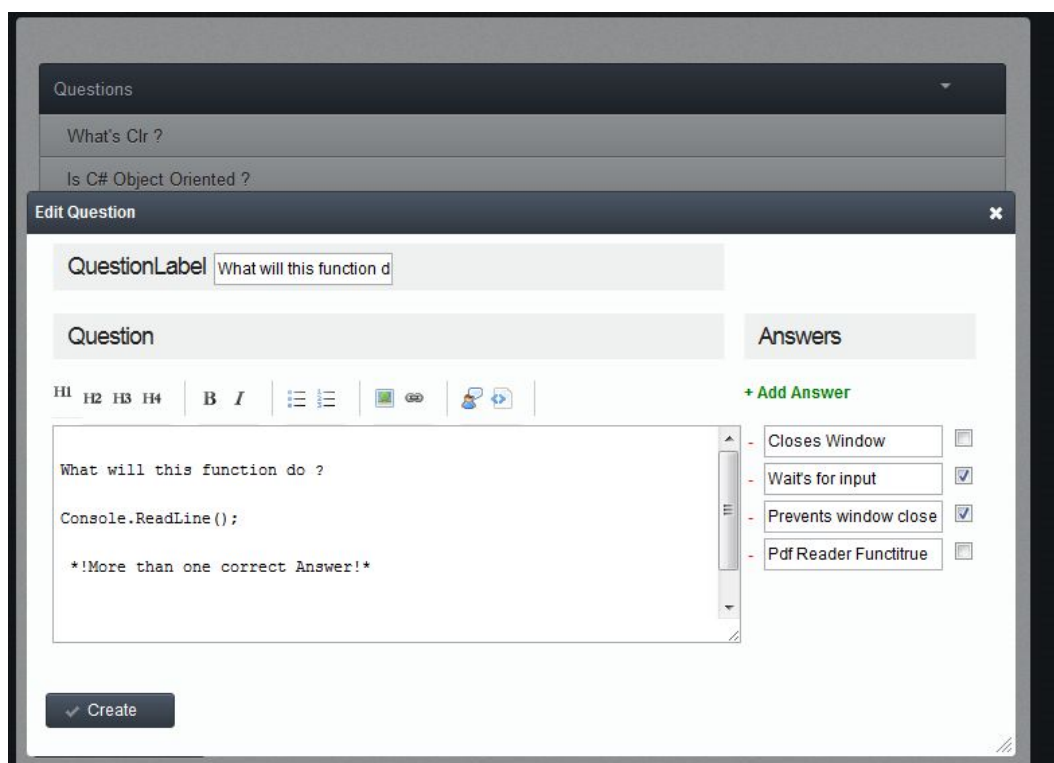 Questions
What's Clr ?
Is C# Object Oriented ?
Edit Question
QuestionLabel What will this function d
Question
Answers
H1 H2 H3 H4 B I
+ Add Answer
What will this function do ?
Console.ReadLine();
*!More than one correct Answer!*
- Closes Window
- Wait's for input
- Prevents window close
- Pdf Reader Functitrue
Create